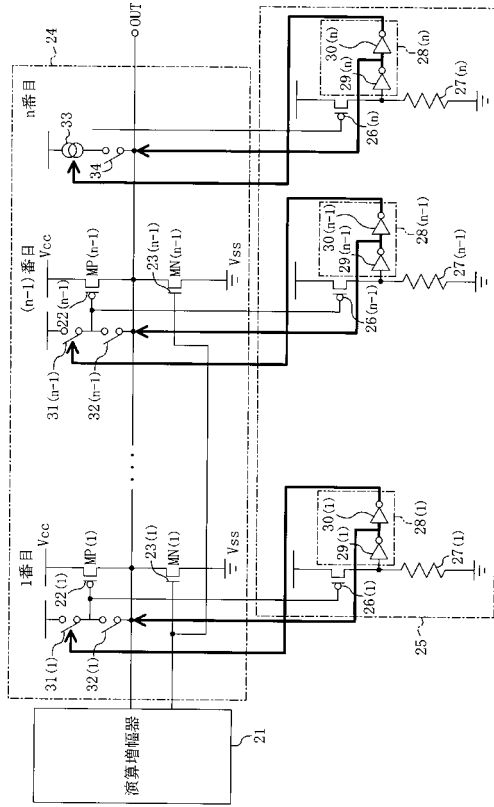 24
OUT
1番目
(n-1)番目
n番目
Vcc
Vcc
33
34
31(1)
22(1)
MP(1)
32(1)
23(1)
MN(1)
Vss
31(n-1)
22(n-1)
MP(n-1)
32(n-1)
23(n-1)
MN(n-1)
Vss
演算増幅器
21
25
26(1)
29(1)
30(1)
28(1)
27(1)
26(n-1)
29(n-1)
30(n-1)
28(n-1)
27(n-1)
26(n)
29(n)
30(n)
28(n)
27(n)